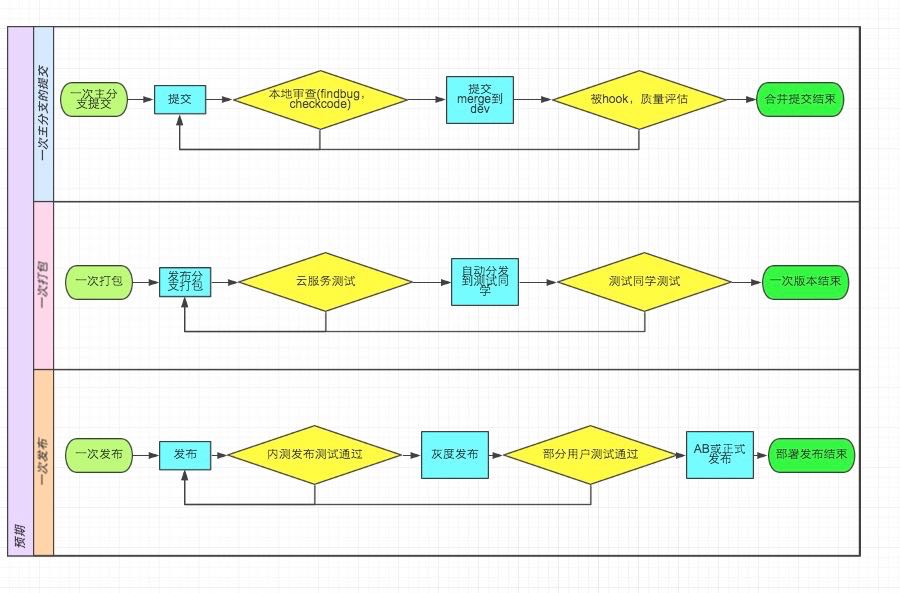 预期
一次主分支的提交
一次主分
支提交
提交
本地审查(findbug，
checkcode)
提交
merge到
dev
被hook，质量评估
合并提交结束
一次打包
一次打包
发布分
支打包
云服务测试
自动分发
到测试同
学
测试同学测试
一次版本结束
一次发布
一次发布
发布
内测发布测试通过
灰度发布
部分用户测试通过
AB或正式
发布
部署发布结束